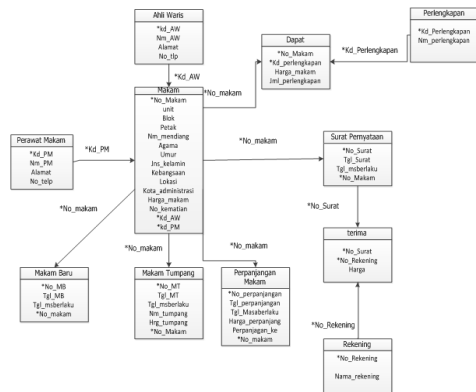 Ahli Waris
*kd_AW
Nm_AW
Alamat
No_tlp
*Kd_AW
Perlengkapan
*Kd_Perlengkapan
Nm_perlengkapan
*Kd_Perlengkapan
Dapat
*No_Makam
*Kd_perlengkapan
Harga_makam
Jml_perlengkapan
*No_makam
Makam
*No_Makam
unit
Blok
Petak
Nm_mendiang
Agama
Umur
Jns_kelamin
Kebangsaan
Lokasi
Kota_administrasi
Harga_makam
No_kematian
*Kd_AW
*kd_PM
Perawat Makam
*Kd_PM
Nm_PM
Alamat
No_telp
*Kd_PM
*No_makam
Surat Pernyataan
*No_Surat
Tgl_Surat
Tgl_msberlaku
*No_Makam
*No_Surat
terima
*No_Surat
*No_Rekening
Harga
*No_Rekening
Rekening
*No_Rekening
Nama_rekening
*No_makam
*No_makam
*No_makam
Makam Baru
*No_MB
Tgl_MB
Tgl_msberlaku
*No_makam
Makam Tumpang
*No_MT
Tgl_MT
Tgl_msberlaku
Nm_tumpang
Hrg_tumpang
*No_Makam
Perpanjangan
Makam
*No_perpanjangan
Tgl_perpanjangan
Tgl_Masaberlaku
Harga_perpanjang
Perpanjagan_ke
*No_makam